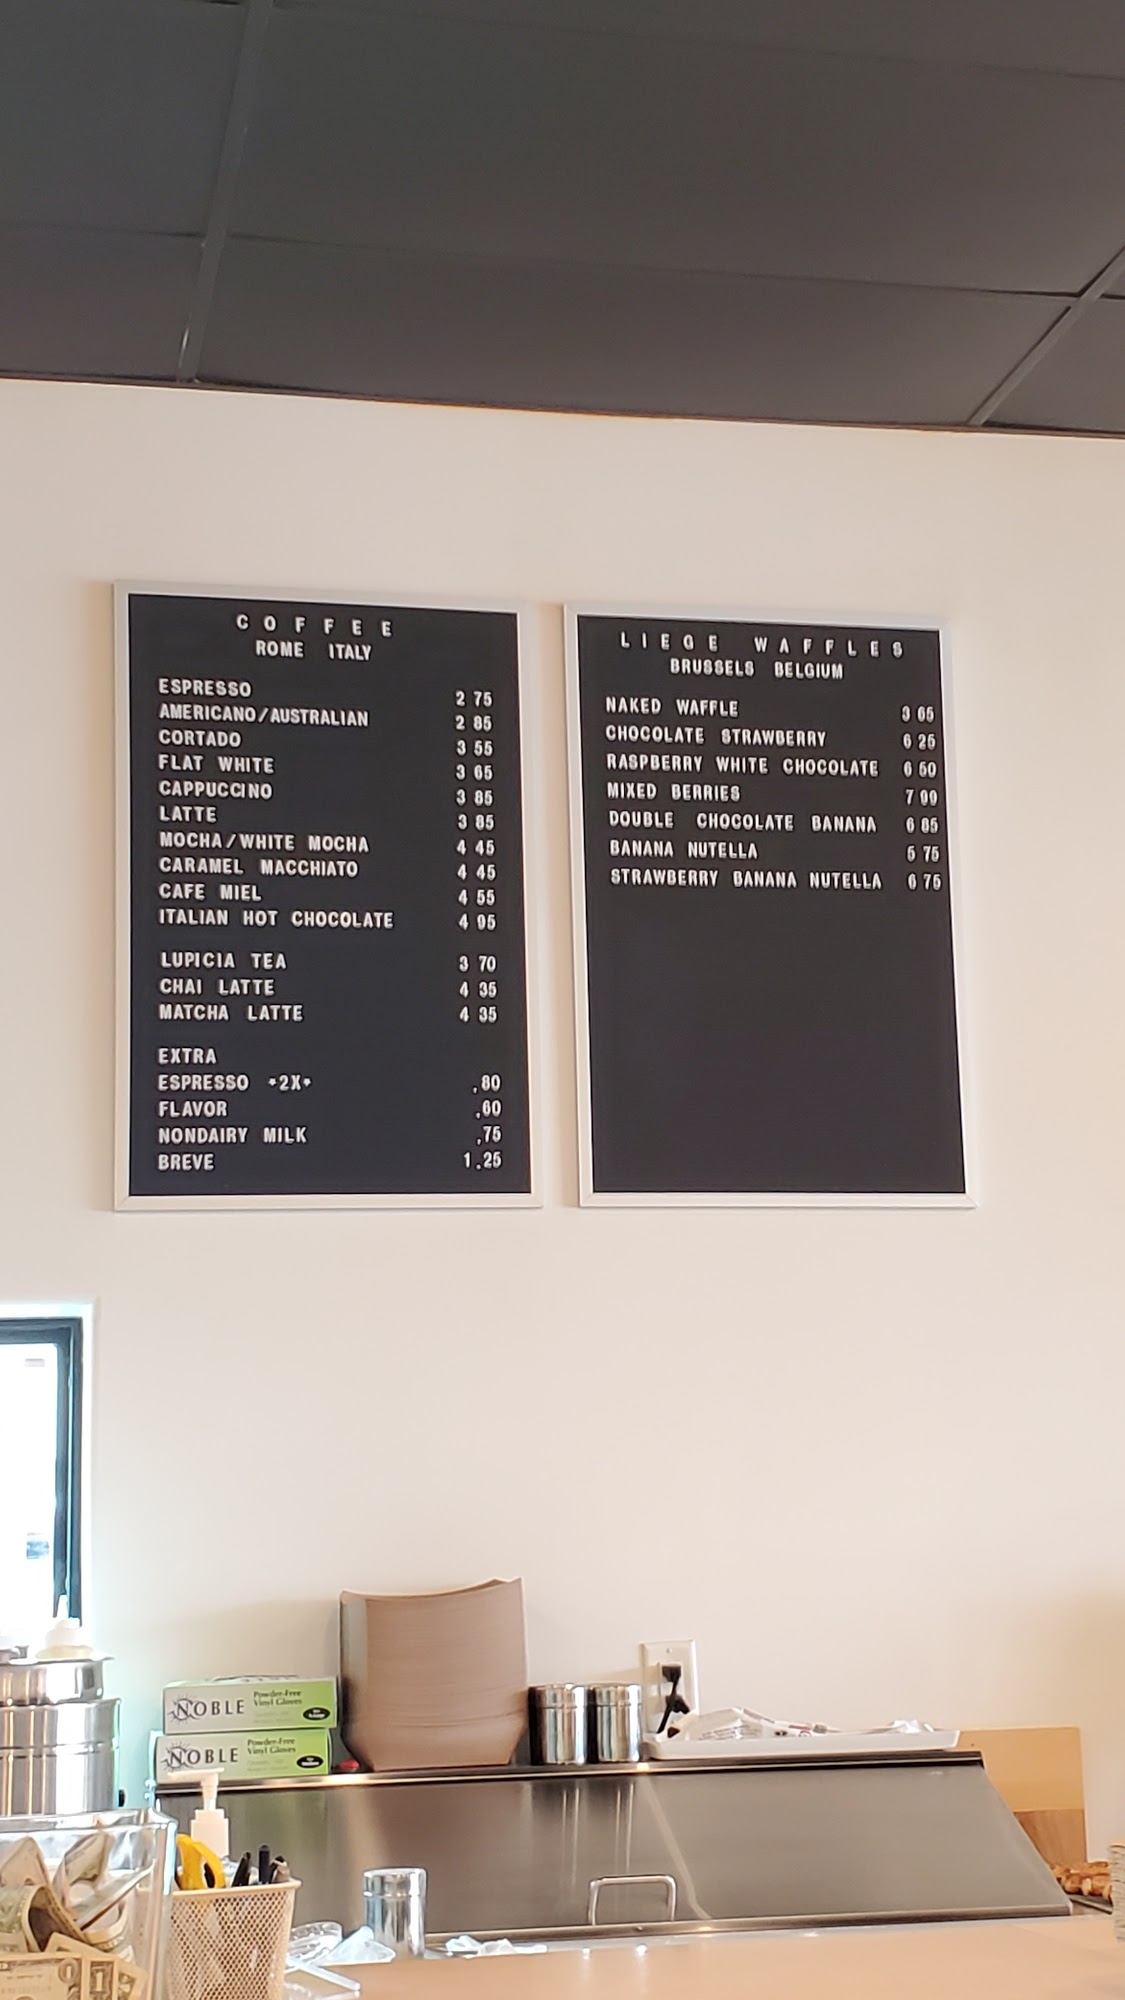 COFFEE
ROME ITALY
ESPRESSO 2 75
AMERICANO/AUSTRALIAN 2 85
CORTADO 3 55
FLAT WHITE 3 65
CAPPUCCINO 3 85
LATTE 3 85
MOCHA/WHITE MOCHA 4 45
CARAMEL MACCHIATO 4 45
CAFE MIEL 4 55
ITALIAN HOT CHOCOLATE 4 95
LUPICIA TEA 3 70
CHAI LATTE 4 35
MATCHA LATTE 4 35
EXTRA
ESPRESSO *2X* .80
FLAVOR .60
NONDAIRY MILK .75
BREVE 1.25
LIEGE WAFFLES
BRUSSELS BELGIUM
NAKED WAFFLE 3 65
CHOCOLATE STRAWBERRY 6 25
RASPBERRY WHITE CHOCOLATE 6 50
MIXED BERRIES 7 99
DOUBLE CHOCOLATE BANANA 6 85
BANANA NUTELLA 5 75
STRAWBERRY BANANA NUTELLA 6 75
NOBLE Powder-Free
Vinyl Gloves
NOBLE Powder-Free
Vinyl Gloves
1